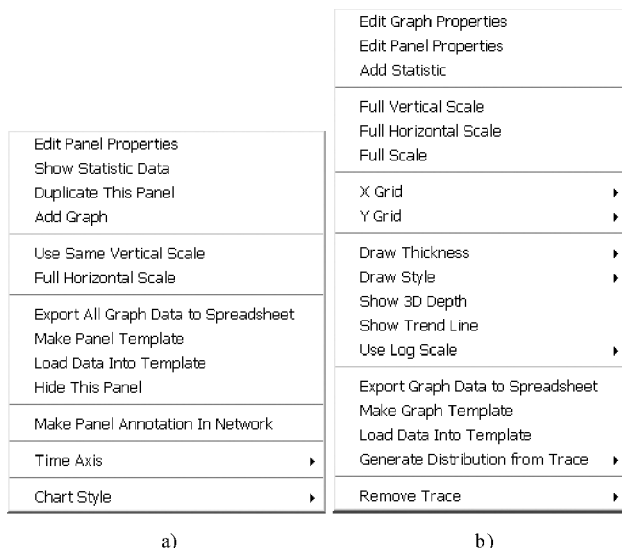 Edit Panel Properties
Show Statistic Data
Duplicate This Panel
Add Graph
Use Same Vertical Scale
Full Horizontal Scale
Export All Graph Data to Spreadsheet
Make Panel Template
Load Data Into Template
Hide This Panel
Make Panel Annotation In Network
Time Axis
Chart Style
a)
Edit Graph Properties
Edit Panel Properties
Add Statistic
Full Vertical Scale
Full Horizontal Scale
Full Scale
X Grid
Y Grid
Draw Thickness
Draw Style
Show 3D Depth
Show Trend Line
Use Log Scale
Export Graph Data to Spreadsheet
Make Graph Template
Load Data Into Template
Generate Distribution from Trace
Remove Trace
b)